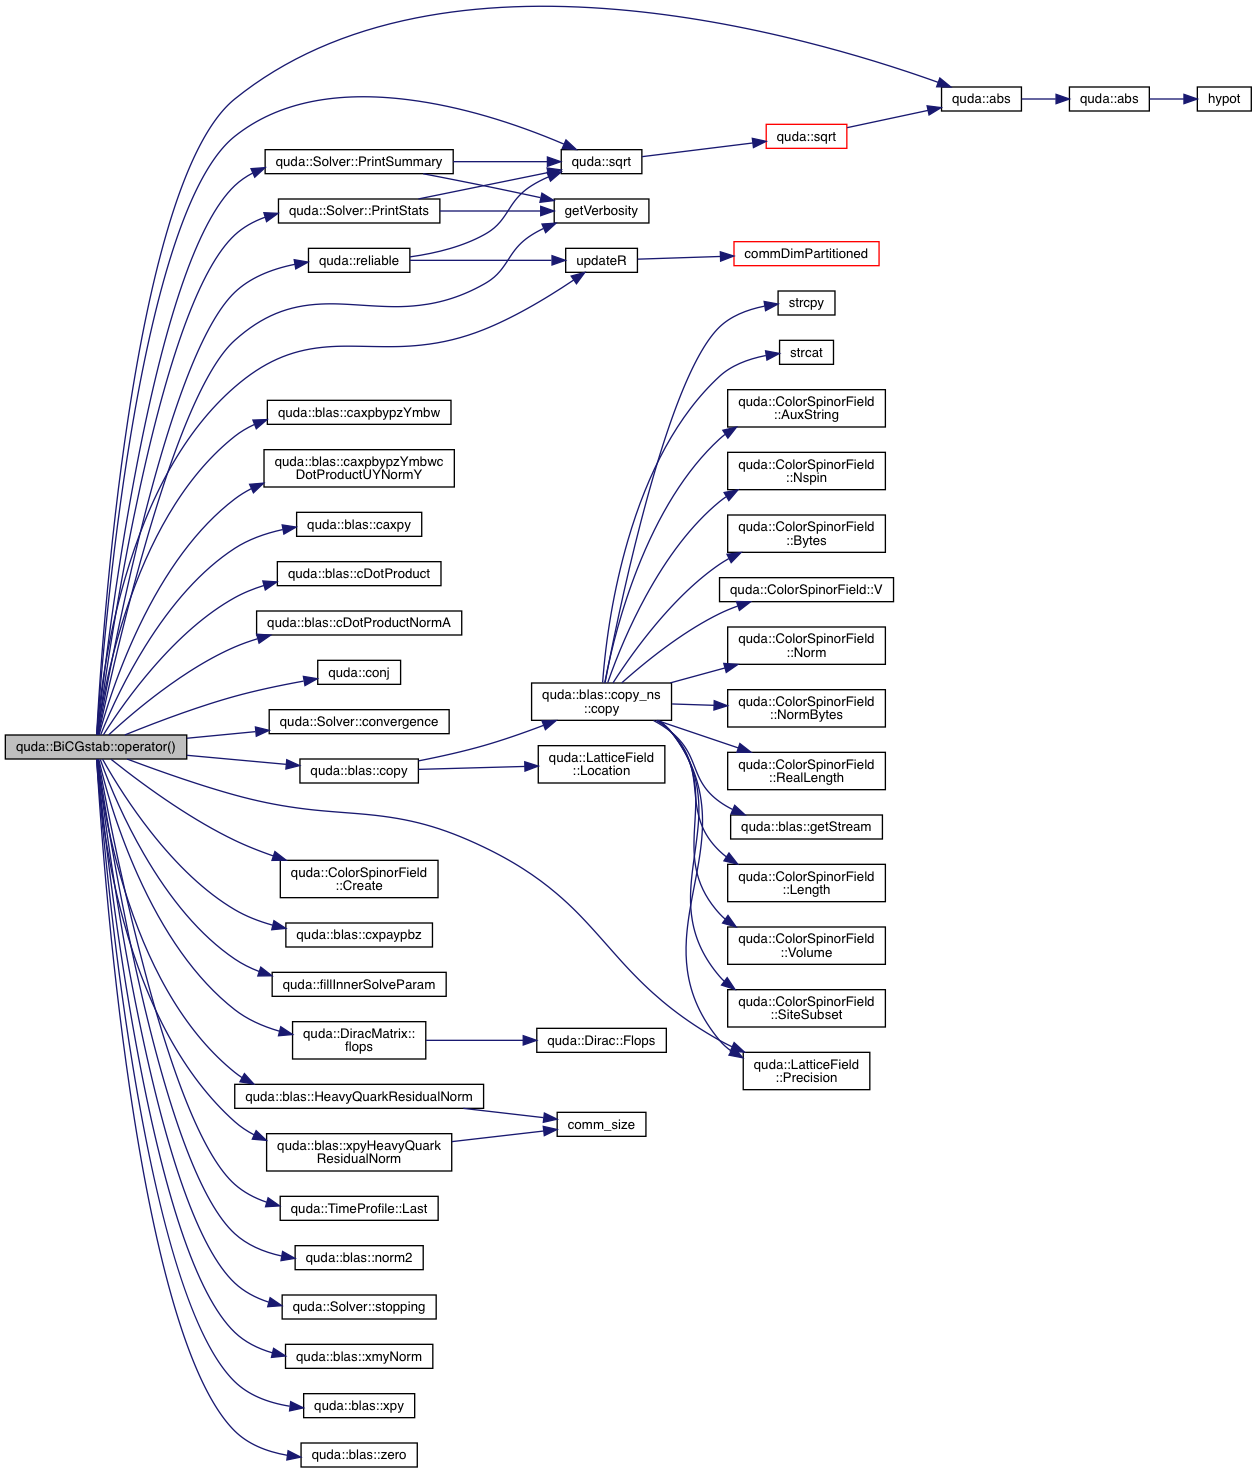 quda::BiCGstab::operator()
quda::Solver::PrintSummary
quda::Solver::PrintStats
quda::reliable
quda::blas::caxpbypzYmbw
quda::blas::caxpbypzYmbwc
DotProductUYNormY
quda::blas::caxpy
quda::blas::cDotProduct
quda::blas::cDotProductNormA
quda::conj
quda::Solver::convergence
quda::blas::copy
quda::ColorSpinorField
::Create
quda::blas::cxpaypbz
quda::fillInnerSolveParam
quda::DiracMatrix::
flops
quda::blas::HeavyQuarkResidualNorm
quda::blas::xpyHeavyQuark
ResidualNorm
quda::TimeProfile::Last
quda::blas::norm2
quda::Solver::stopping
quda::blas::xmyNorm
quda::blas::xpy
quda::blas::zero
quda::sqrt
getVerbosity
updateR
quda::blas::copy_ns
::copy
quda::LatticeField
::Location
quda::Dirac::Flops
comm_size
quda::sqrt
commDimPartitioned
strcpy
strcat
quda::ColorSpinorField
::AuxString
quda::ColorSpinorField
::Nspin
quda::ColorSpinorField
::Bytes
quda::ColorSpinorField::V
quda::ColorSpinorField
::Norm
quda::ColorSpinorField
::NormBytes
quda::ColorSpinorField
::RealLength
quda::blas::getStream
quda::ColorSpinorField
::Length
quda::ColorSpinorField
::Volume
quda::ColorSpinorField
::SiteSubset
quda::LatticeField
::Precision
quda::abs
quda::abs
hypot